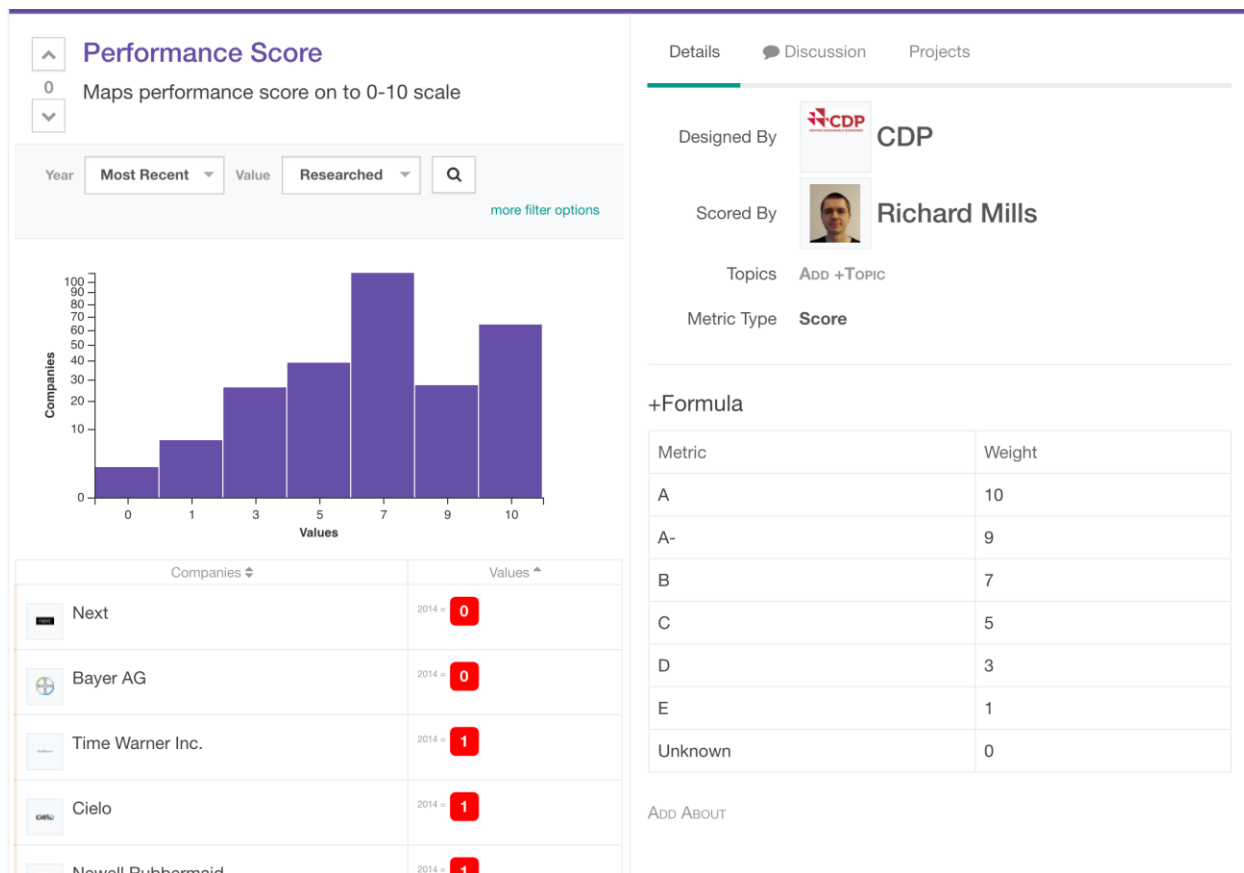 Performance Score
0
Maps performance score on to 0-10 scale
Year Most Recent Value Researched
more filter options
Companies
100
90
80
70
60
50
40
30
20
10
0
0 1 3 5 7 9 10
Values
Companies Values
Next 2014 = 0
Bayer AG 2014 = 0
Time Warner Inc. 2014 = 1
cielo Cielo 2014 = 1
Newell Rubbermaid 2014 = 1
Details Discussion Projects
Designed By CDP CDP
Scored By Richard Mills
Topics ADD +TOPIC
Metric Type Score
+Formula
Metric Weight
A 10
A- 9
B 7
C 5
D 3
E 1
Unknown 0
ADD ABOUT